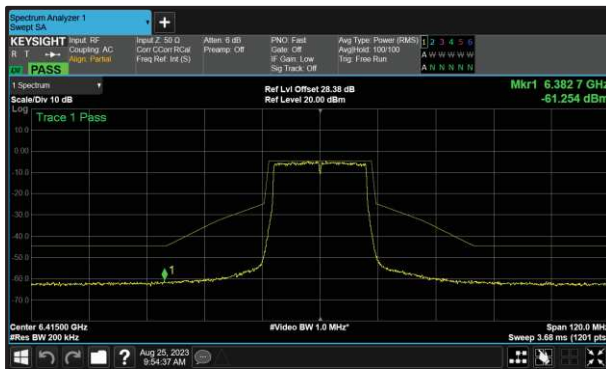 Spectrum Analyzer 1
Swept SA
KEYSIGHT
R T
PASS
Input: RF
Coupling: AC
Align: Partial
Input Z: 50 Ω
Corr CCorr RCal
Freq Ref: Int (S)
Atten: 6 dB
Preamp: Off
PNO: Fast
Gate: Off
IF Gain: Low
Sig Track: Off
Avg Type: Power (RMS)
Avg|Hold: 100/100
Trig: Free Run
1 2 3 4 5 6
A W W W W W
A N N N N N
1 Spectrum
Scale/Div 10 dB
Ref Lvl Offset 28.38 dB
Ref Level 20.00 dBm
Mkr1 6.382 7 GHz
-61.254 dBm
Log
Trace 1 Pass
10.0
0.00
-10.0
-20.0
-30.0
-40.0
-50.0
-60.0
-70.0
1
Center 6.41500 GHz
#Res BW 200 kHz
#Video BW 1.0 MHz*
Span 120.0 MHz
Sweep 3.68 ms (1201 pts)
?
Aug 25, 2023
9:54:37 AM